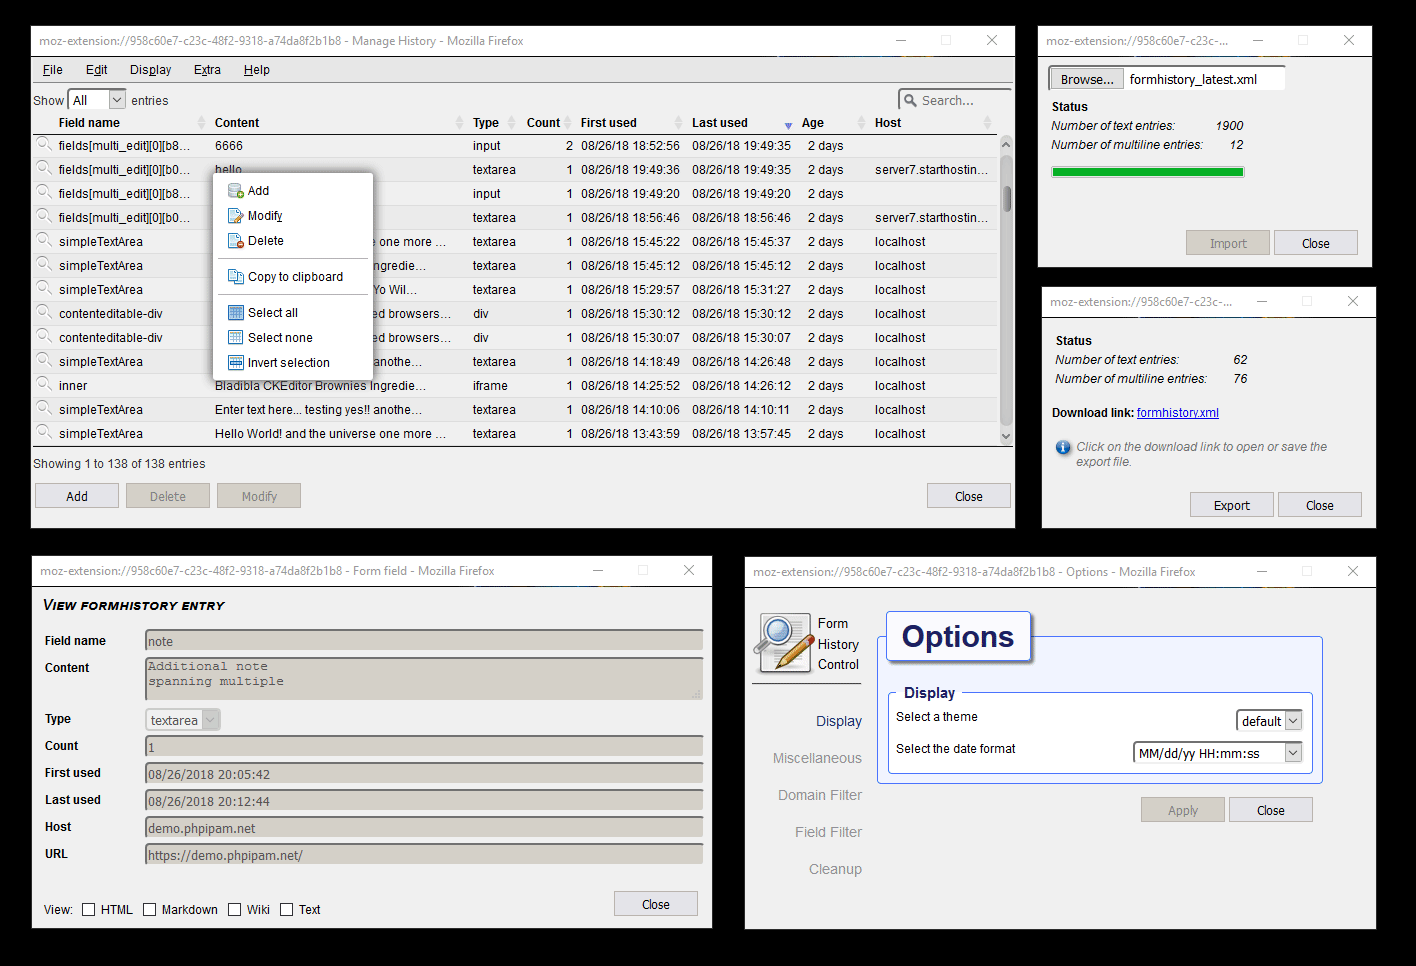 moz-extension://958c60e7-c23c-48f2-9318-a74da8f2b1b8 - Manage History - Mozilla Firefox
File Edit Display Extra Help
Show All entries Search...
Field name Content Type Count First used Last used Age Host
fields[multi_edit][0][b8... 6666 input 2 08/26/18 18:52:56 08/26/18 19:49:35 2 days
fields[multi_edit][0][b0... hello textarea 1 08/26/18 19:49:36 08/26/18 19:49:35 2 days server7.starthostin...
fields[multi_edit][0][b8... input 1 08/26/18 19:49:20 08/26/18 19:49:20 2 days
fields[multi_edit][0][b0... textarea 1 08/26/18 18:56:46 08/26/18 18:56:46 2 days server7.starthostin...
simpleTextArea e one more ... textarea 1 08/26/18 15:45:22 08/26/18 15:45:37 2 days localhost
simpleTextArea ngredie... textarea 1 08/26/18 15:45:12 08/26/18 15:45:12 2 days localhost
simpleTextArea Yo Wil... textarea 1 08/26/18 15:29:57 08/26/18 15:31:27 2 days localhost
contenteditable-div ed browsers... div 1 08/26/18 15:30:12 08/26/18 15:30:12 2 days localhost
contenteditable-div ed browsers... div 1 08/26/18 15:30:07 08/26/18 15:30:07 2 days localhost
simpleTextArea anothe... textarea 1 08/26/18 14:18:49 08/26/18 14:26:48 2 days localhost
inner Bladibla CKEditor Brownies Ingredie... iframe 1 08/26/18 14:25:52 08/26/18 14:26:12 2 days localhost
simpleTextArea Enter text here... testing yes!! anothe... textarea 1 08/26/18 14:10:06 08/26/18 14:10:11 2 days localhost
simpleTextArea Hello World! and the universe one more ... textarea 1 08/26/18 13:43:59 08/26/18 13:57:45 2 days localhost
Add
Modify
Delete
Copy to clipboard
Select all
Select none
Invert selection
Showing 1 to 138 of 138 entries
Add Delete Modify Close
moz-extension://958c60e7-c23c-...
Browse... formhistory_latest.xml
Status
Number of text entries: 1900
Number of multiline entries: 12
Import Close
moz-extension://958c60e7-c23c-...
Status
Number of text entries: 62
Number of multiline entries: 76
Download link: formhistory.xml
Click on the download link to open or save the
export file.
Export Close
moz-extension://958c60e7-c23c-48f2-9318-a74da8f2b1b8 - Form field - Mozilla Firefox
View formhistory entry
Field name note
Content Additional note
spanning multiple
Type textarea
Count 1
First used 08/26/2018 20:05:42
Last used 08/26/2018 20:12:44
Host demo.phpipam.net
URL https://demo.phpipam.net/
View: HTML Markdown Wiki Text Close
moz-extension://958c60e7-c23c-48f2-9318-a74da8f2b1b8 - Options - Mozilla Firefox
Form
History
Control
Display
Miscellaneous
Domain Filter
Field Filter
Cleanup
Options
Display
Select a theme default
Select the date format MM/dd/yy HH:mm:ss
Apply Close